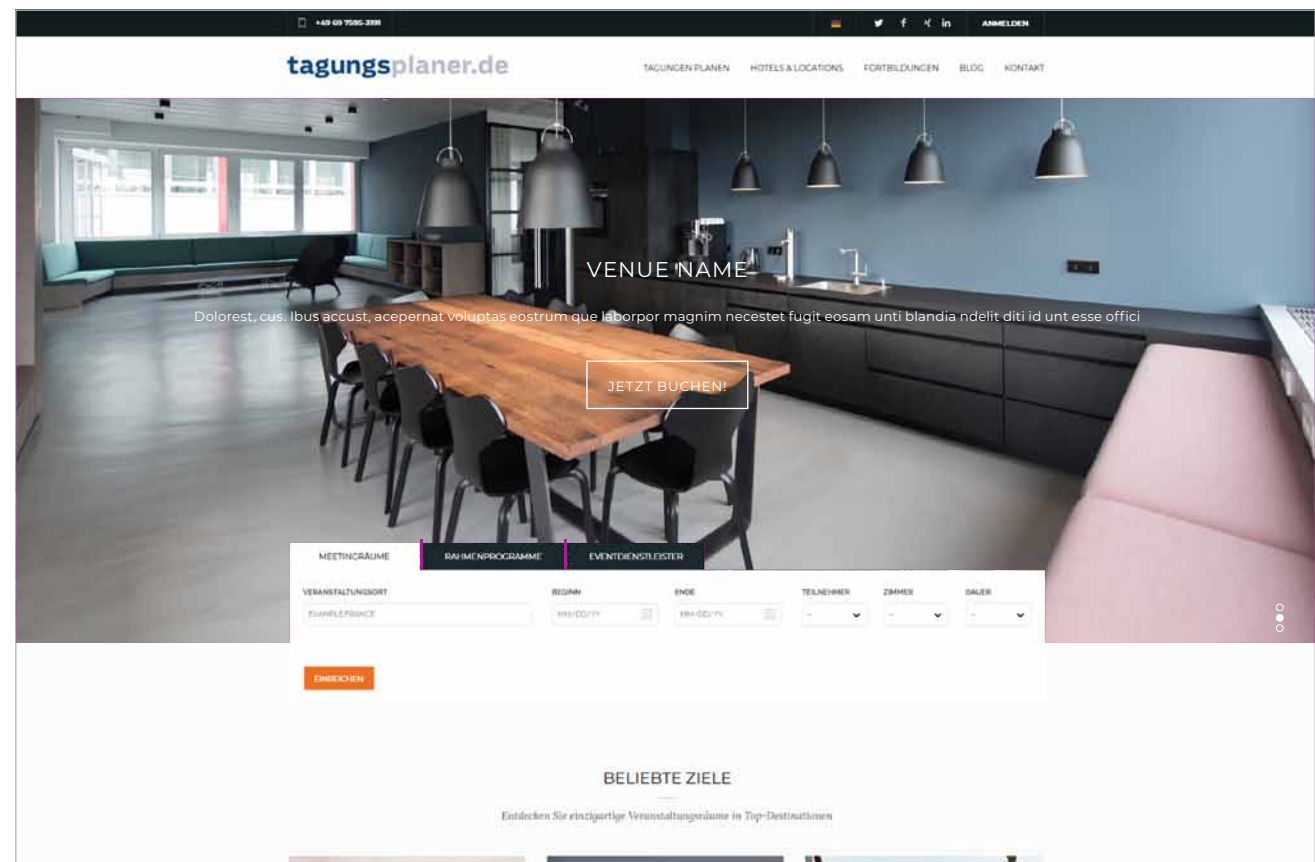 +49 69 7595-3191
ANMELDEN
tagungsplaner.de
TAGUNGEN PLANEN HOTELS & LOCATIONS FORTBILDUNGEN BLOG KONTAKT
VENUE NAME
Dolorest, cus. Ibus accust, acepernat voluptas eostrum que laborpor magnim necestet fugit eosam unti blandia ndelit diti id unt esse offici
JETZT BUCHEN!
MEETINGRÄUME RAHMENPROGRAMME EVENTDIENSTLEISTER
VERANSTALTUNGSORT BEGINN ENDE TEILNEHMER ZIMMER DAUER
EXAMPLE: FRANCE MM/DD/YY MM/DD/YY – – –
EINREICHEN
BELIEBTE ZIELE
Entdecken Sie einzigartige Veranstaltungsräume in Top-Destinationen